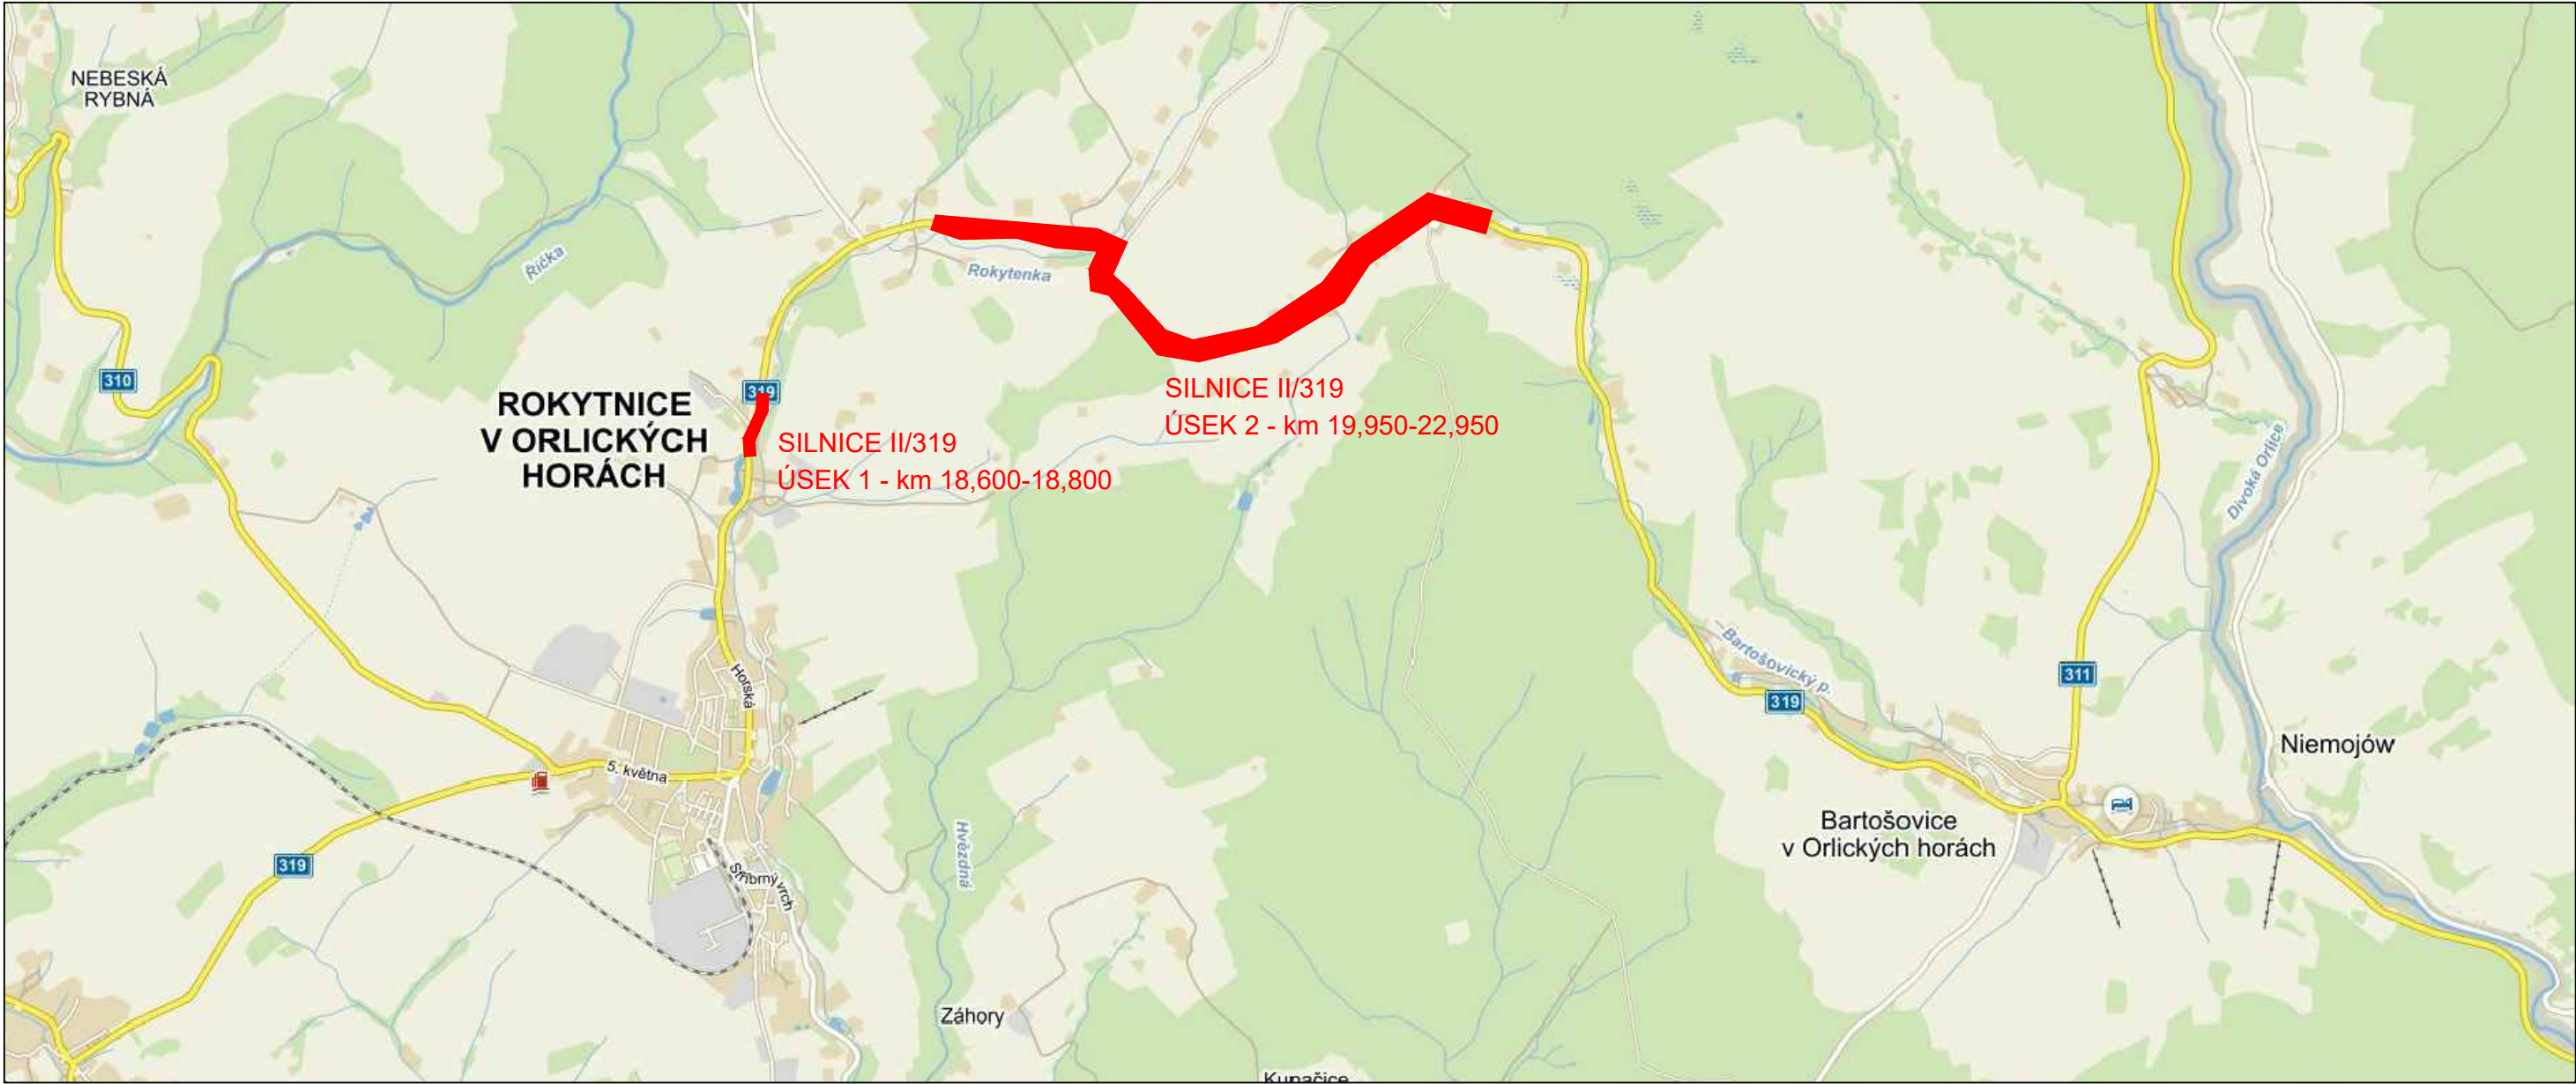 NEBESKÁ
RYBNÁ
Říčka
Rokytenka
310
319
ROKYTNICE
V ORLICKÝCH
HORÁCH
SILNICE II/319
ÚSEK 1 - km 18,600-18,800
SILNICE II/319
ÚSEK 2 - km 19,950-22,950
Divoká Orlice
Horská
Bartošovický p.
311
319
Niemojów
5. května
Bartošovice
v Orlických horách
Hvězdná
319
Stříbrný vrch
Záhory
Kunačice